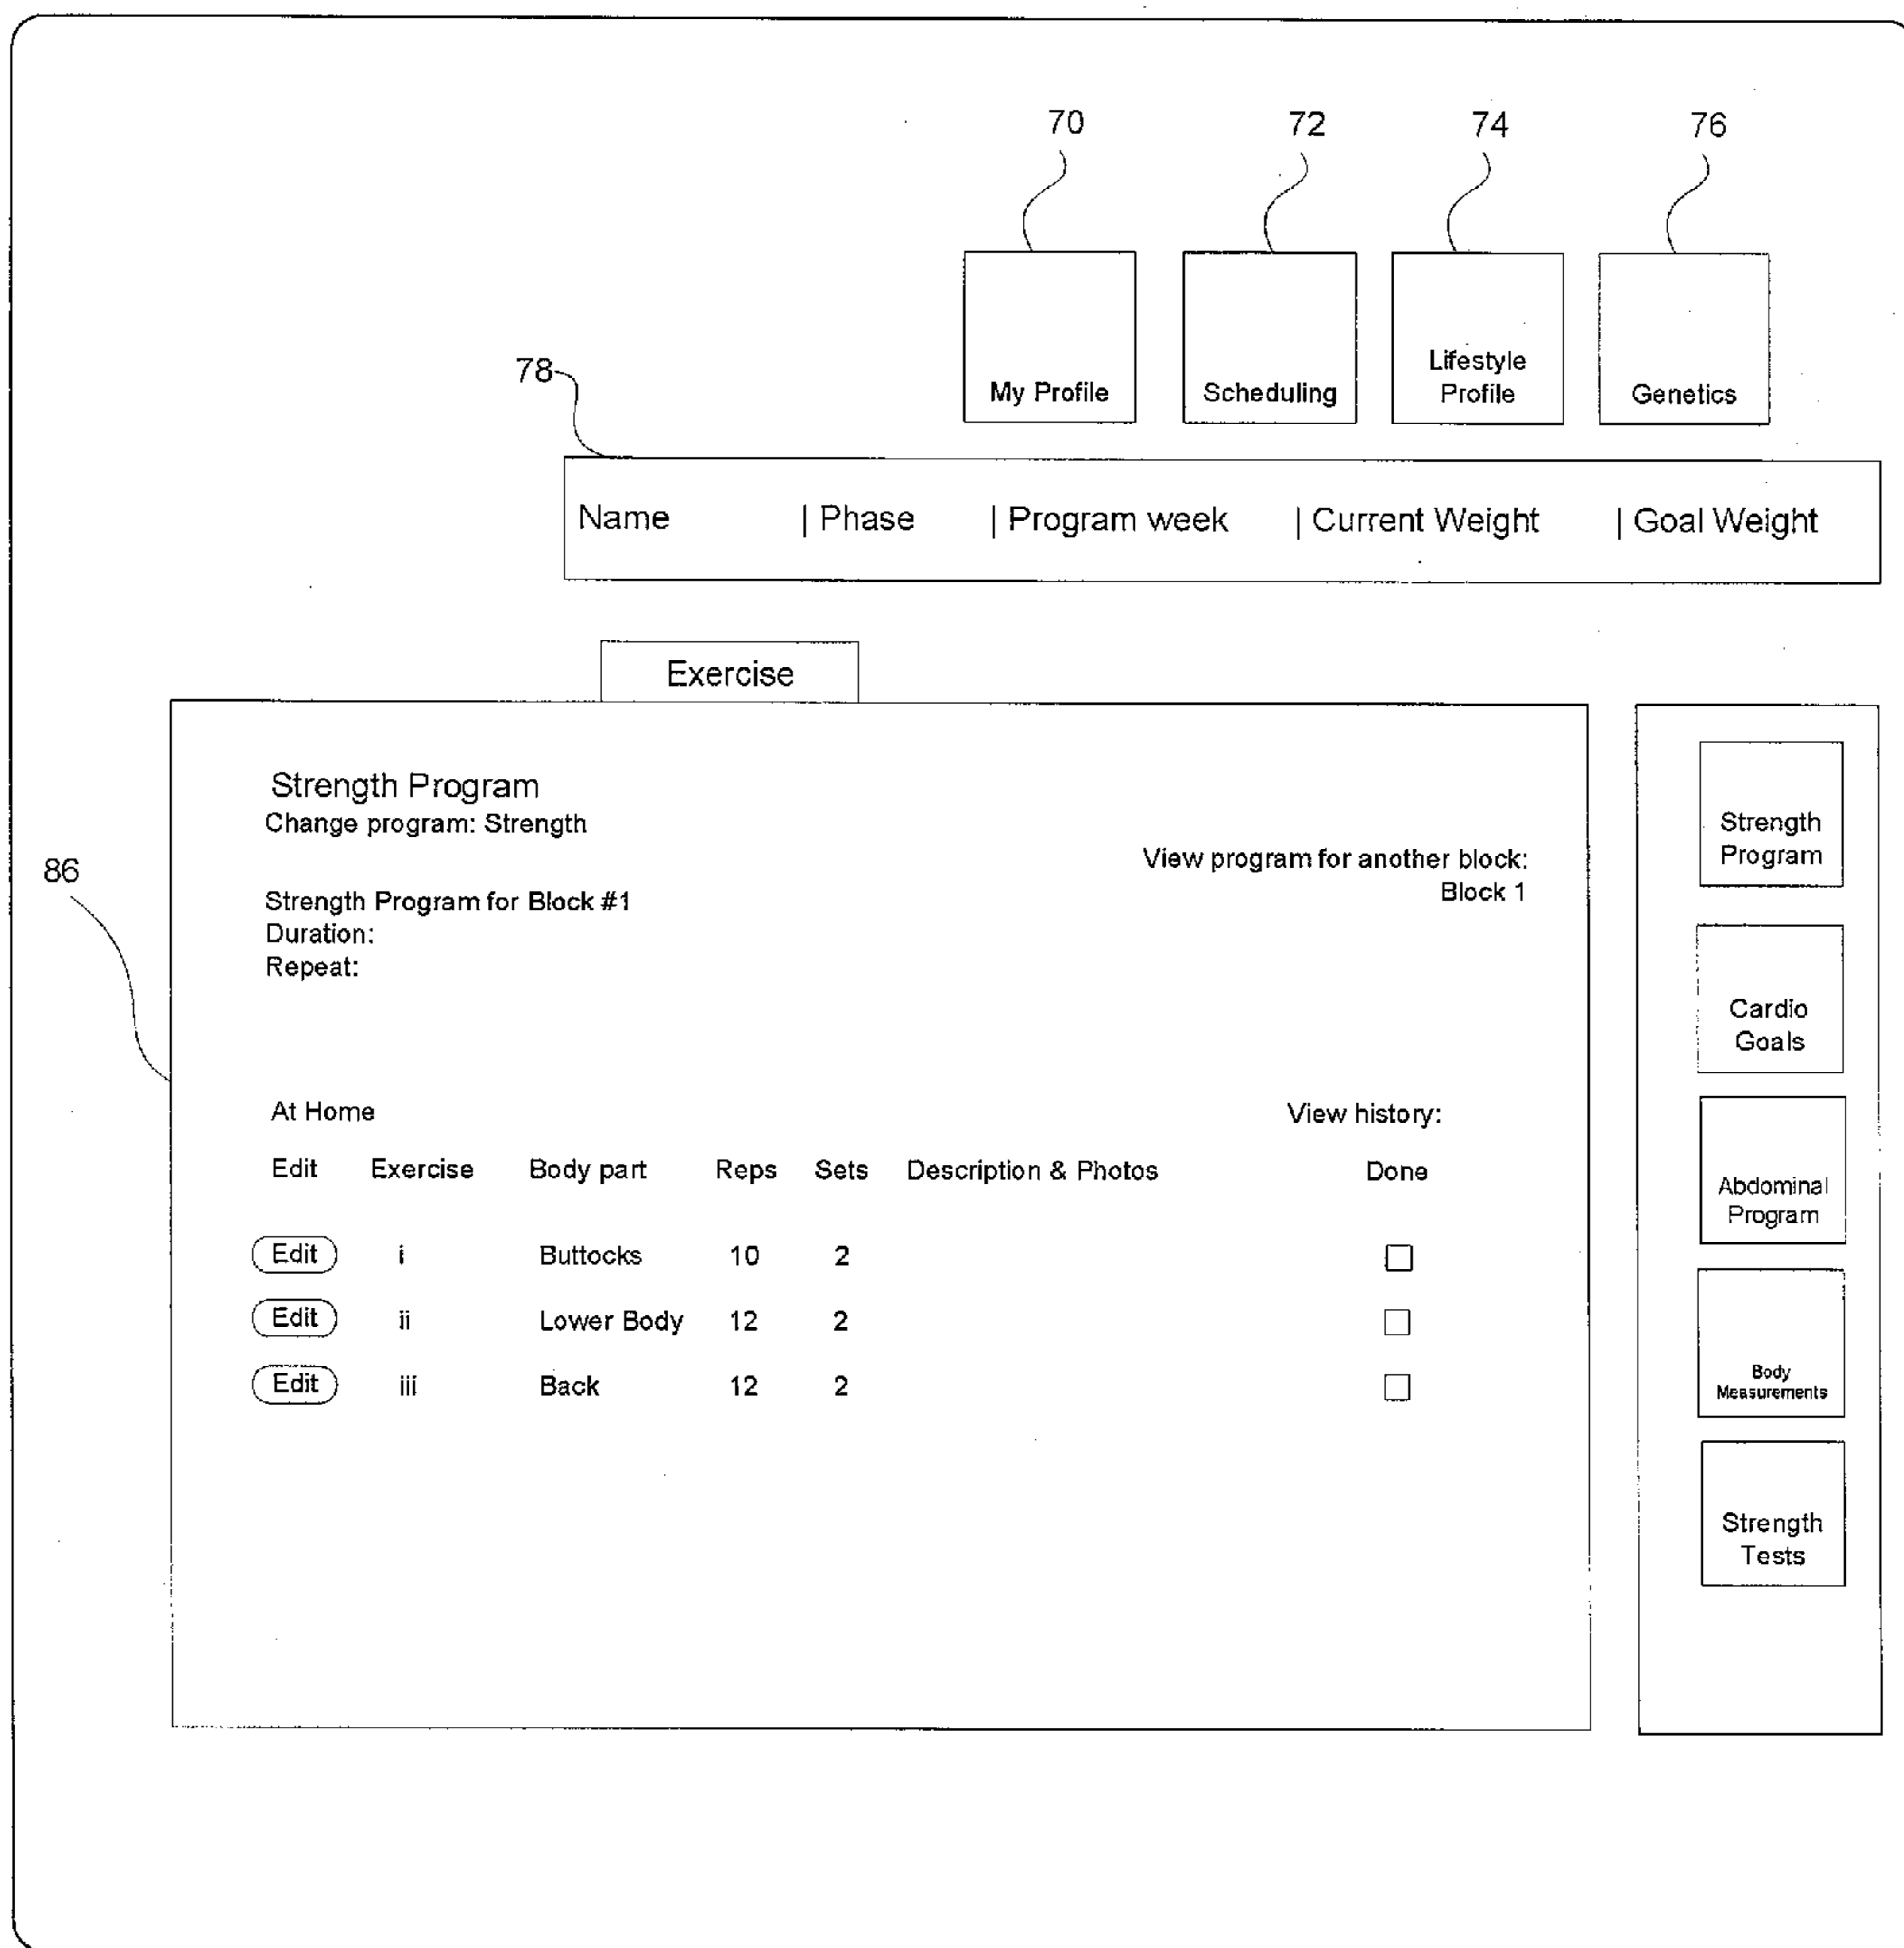 70 72 74 76
My Profile
Scheduling
Lifestyle
Profile
Genetics
78
Name | Phase | Program week | Current Weight | Goal Weight
Exercise
86
Strength Program
Change program: Strength
View program for another block:
Block 1
Strength Program for Block #1
Duration:
Repeat:
At Home View history:
Edit Exercise Body part Reps Sets Description & Photos Done
Edit i Buttocks 10 2
Edit ii Lower Body 12 2
Edit iii Back 12 2
Strength
Program
Cardio
Goals
Abdominal
Program
Body
Measurements
Strength
Tests